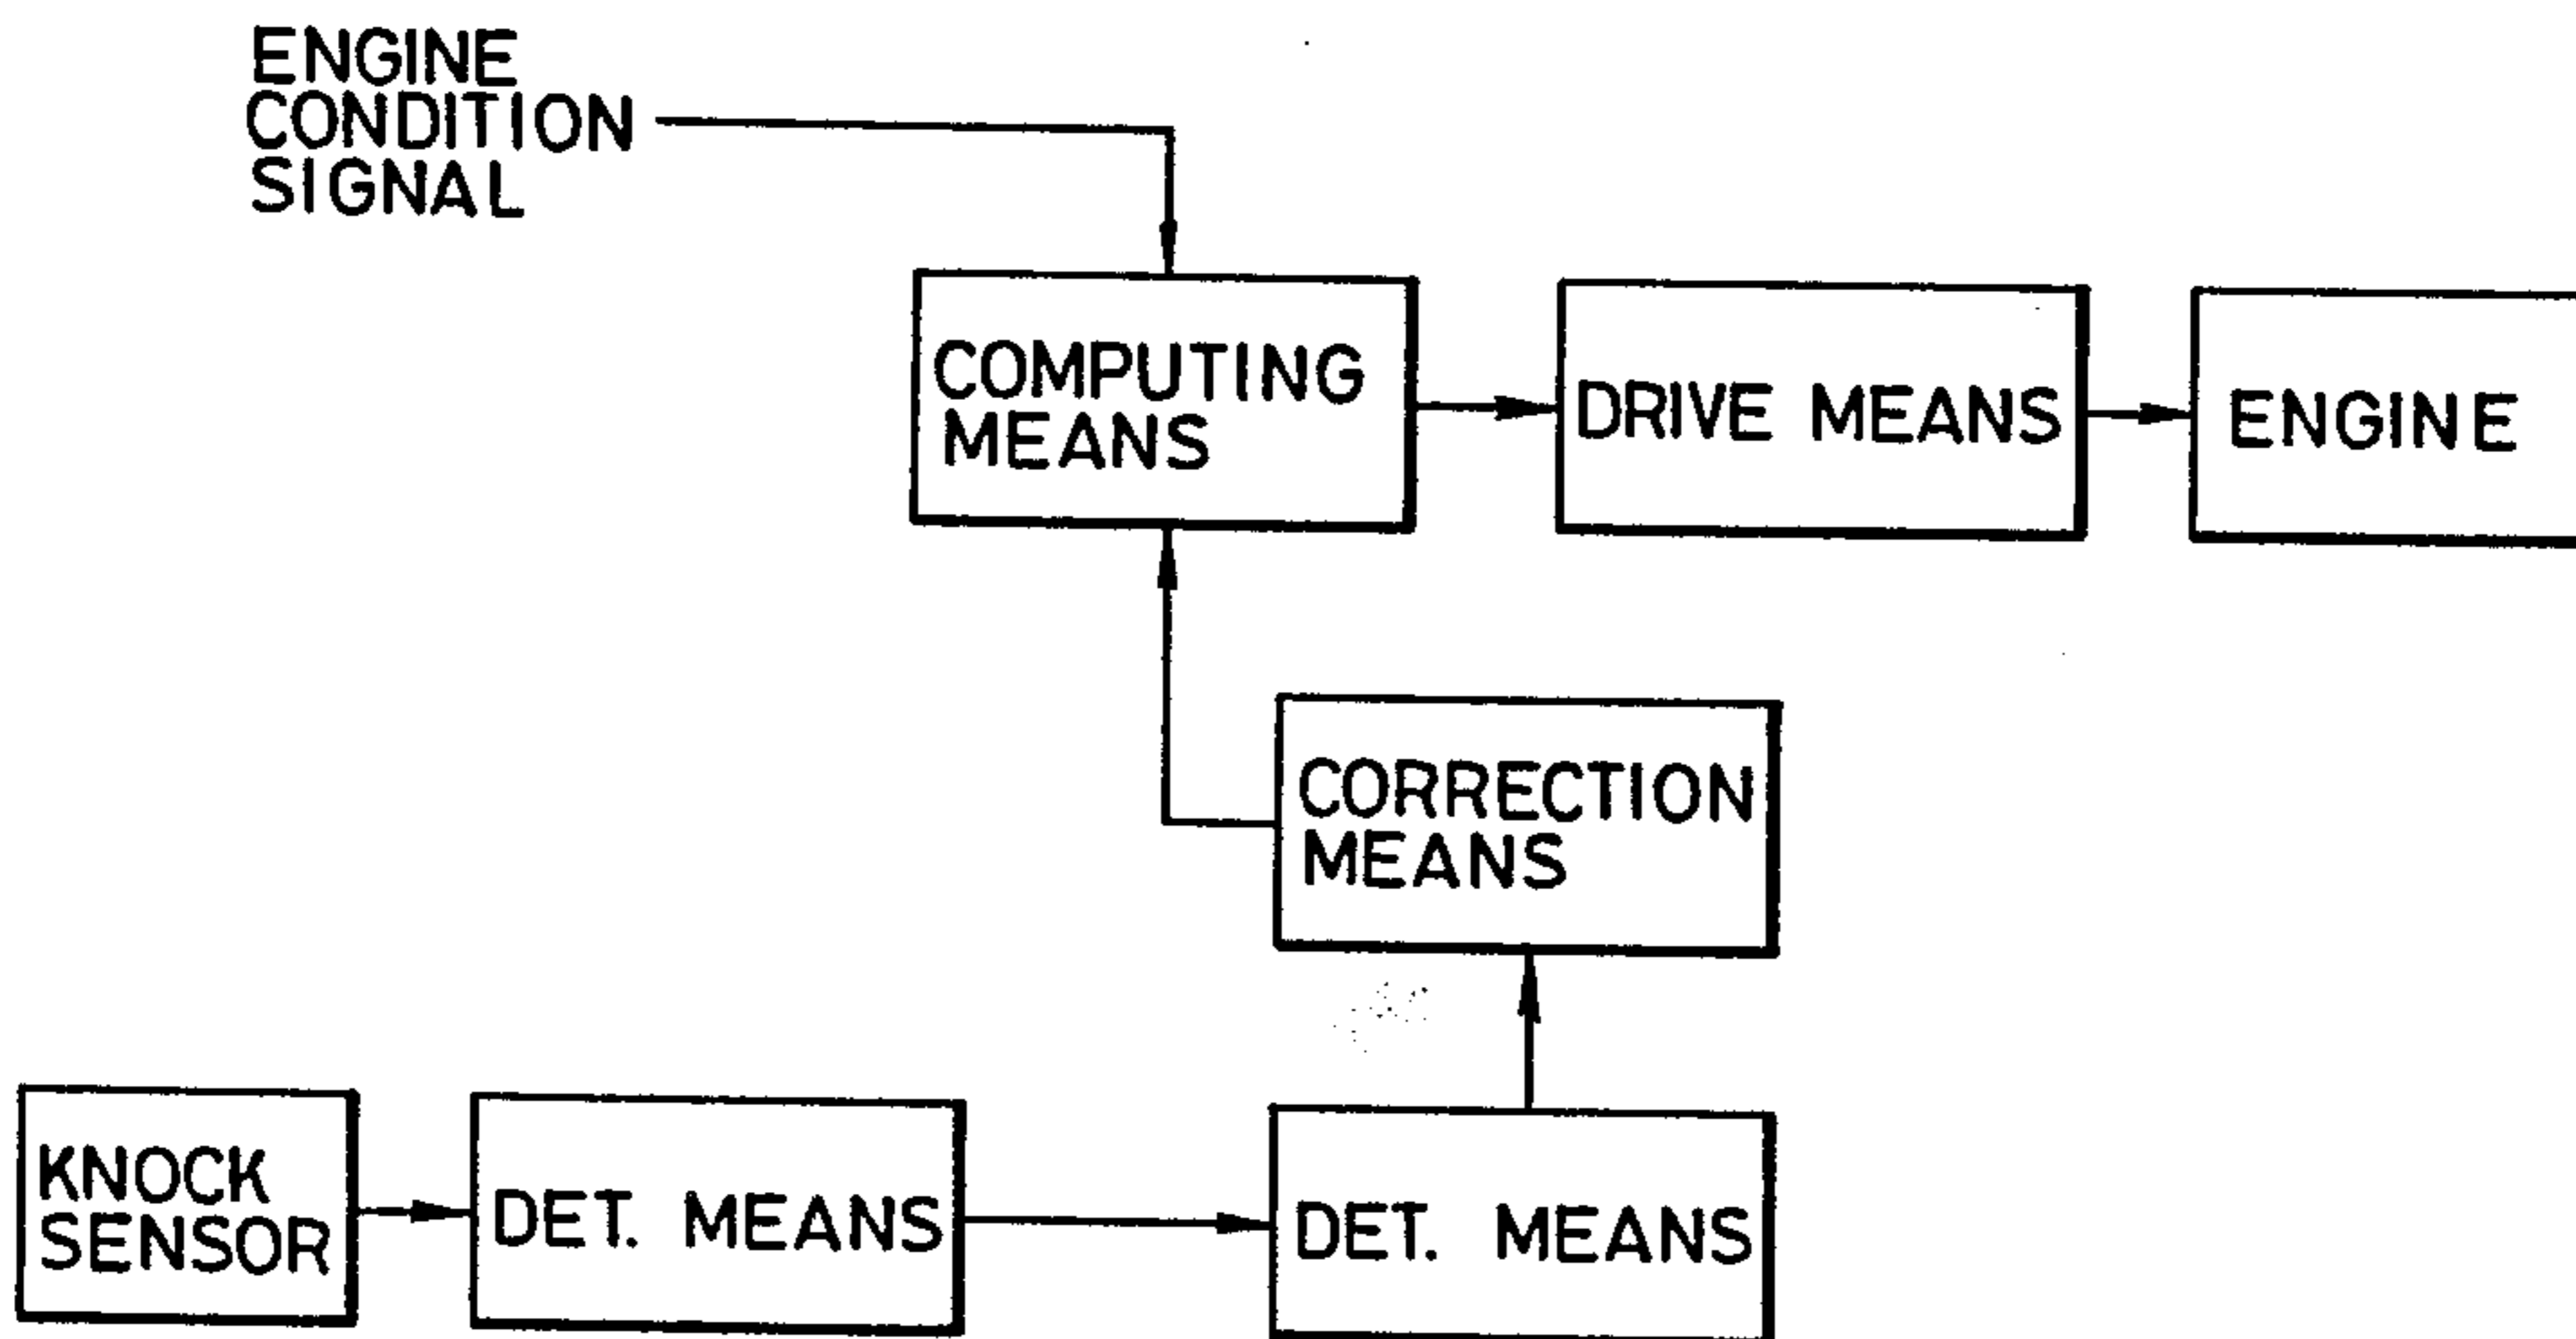 ENGINE
CONDITION
SIGNAL
COMPUTING
MEANS
DRIVE MEANS
ENGINE
CORRECTION
MEANS
KNOCK
SENSOR
DET. MEANS
DET. MEANS